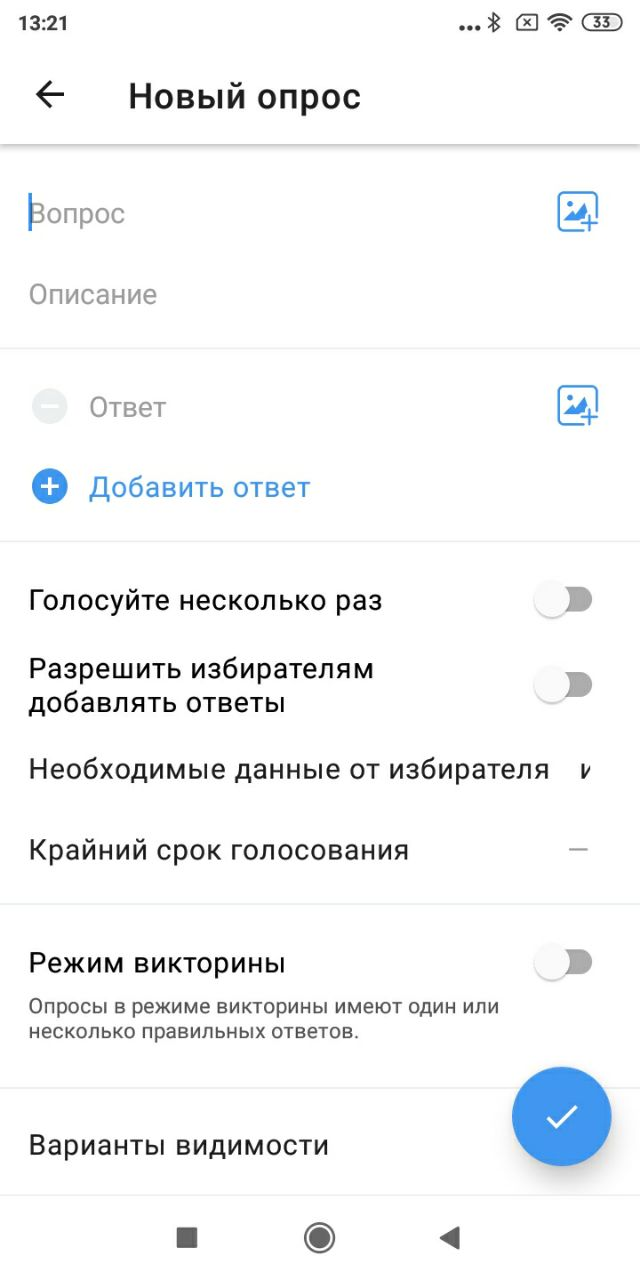 13:21
33
Новый опрос
Вопрос
Описание
Ответ
Добавить ответ
Голосуйте несколько раз
Разрешить избирателям
добавлять ответы
Необходимые данные от избирателя
Крайний срок голосования —
Режим викторины
Опросы в режиме викторины имеют один или
несколько правильных ответов.
Варианты видимости